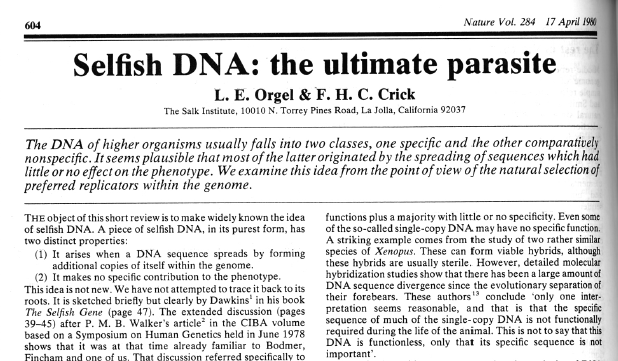 604
Nature Vol. 284 17 April 1980
Selfish DNA: the ultimate parasite
L. E. Orgel & F. H. C. Crick
The Salk Institute, 10010 N. Torrey Pines Road, La Jolla, California 92037
The DNA of higher organisms usually falls into two classes, one specific and the other comparatively
nonspecific. It seems plausible that most of the latter originated by the spreading of sequences which had
little or no effect on the phenotype. We examine this idea from the point of view of the natural selection of
preferred replicators within the genome.
THE object of this short review is to make widely known the idea
of selfish DNA. A piece of selfish DNA, in its purest form, has
two distinct properties:
(1) It arises when a DNA sequence spreads by forming
additional copies of itself within the genome.
(2) It makes no specific contribution to the phenotype.
This idea is not new. We have not attempted to trace it back to its
roots. It is sketched briefly but clearly by Dawkins¹ in his book
The Selfish Gene (page 47). The extended discussion (pages
39–45) after P. M. B. Walker's article² in the CIBA volume
based on a Symposium on Human Genetics held in June 1978
shows that it was at that time already familiar to Bodmer,
Fincham and one of us. That discussion referred specifically to
functions plus a majority with little or no specificity. Even some
of the so-called single-copy DNA may have no specific function.
A striking example comes from the study of two rather similar
species of Xenopus. These can form viable hybrids, although
these hybrids are usually sterile. However, detailed molecular
hybridization studies show that there has been a large amount of
DNA sequence divergence since the evolutionary separation of
their forebears. These authors¹³ conclude 'only one inter-
pretation seems reasonable, and that is that the specific
sequence of much of the single-copy DNA is not functionally
required during the life of the animal. This is not to say that this
DNA is functionless, only that its specific sequence is not
important'.